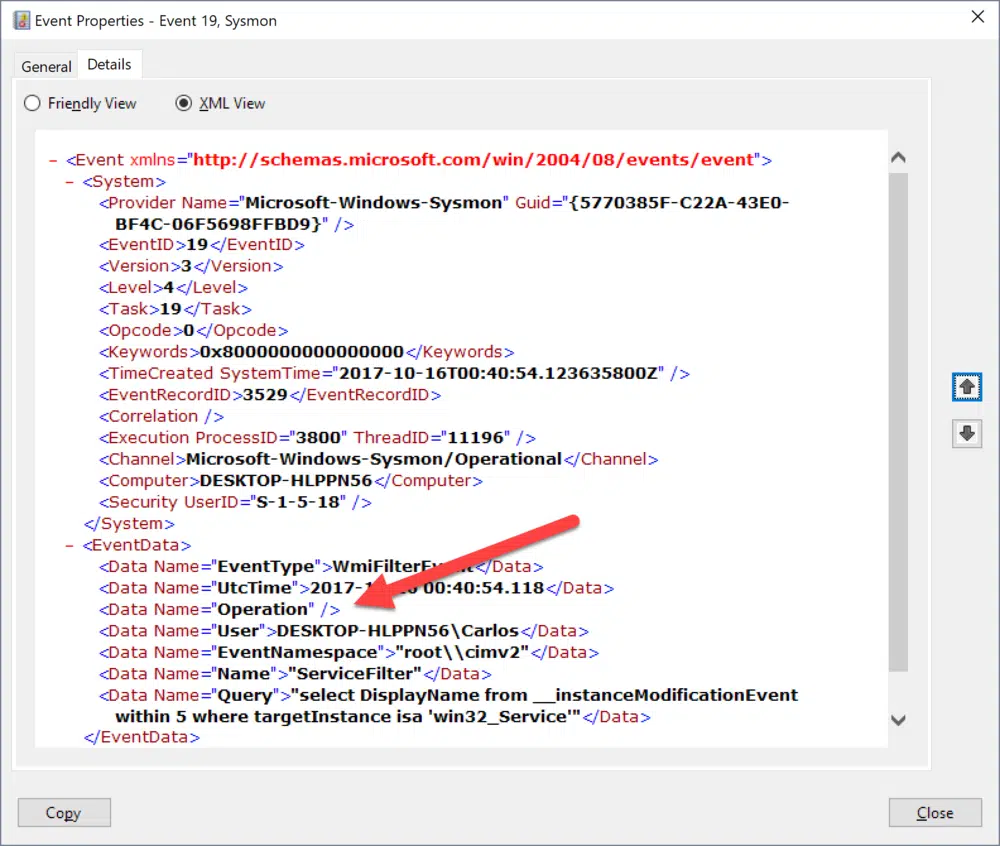 Event Properties - Event 19, Sysmon
General
Details
Friendly View
XML View
– <Event xmlns="http://schemas.microsoft.com/win/2004/08/events/event">
– <System>
<Provider Name="Microsoft-Windows-Sysmon" Guid="{5770385F-C22A-43E0-
BF4C-06F5698FFBD9}" />
<EventID>19</EventID>
<Version>3</Version>
<Level>4</Level>
<Task>19</Task>
<Opcode>0</Opcode>
<Keywords>0x8000000000000000</Keywords>
<TimeCreated SystemTime="2017-10-16T00:40:54.123635800Z" />
<EventRecordID>3529</EventRecordID>
<Correlation />
<Execution ProcessID="3800" ThreadID="11196" />
<Channel>Microsoft-Windows-Sysmon/Operational</Channel>
<Computer>DESKTOP-HLPPN56</Computer>
<Security UserID="S-1-5-18" />
</System>
– <EventData>
<Data Name="EventType">WmiFilterEvent</Data>
<Data Name="UtcTime">2017-1 00:40:54.118</Data>
<Data Name="Operation" />
<Data Name="User">DESKTOP-HLPPN56\Carlos</Data>
<Data Name="EventNamespace">"root\\cimv2"</Data>
<Data Name="Name">"ServiceFilter"</Data>
<Data Name="Query">"select DisplayName from __instanceModificationEvent
within 5 where targetInstance isa 'win32_Service'"</Data>
</EventData>
Copy
Close